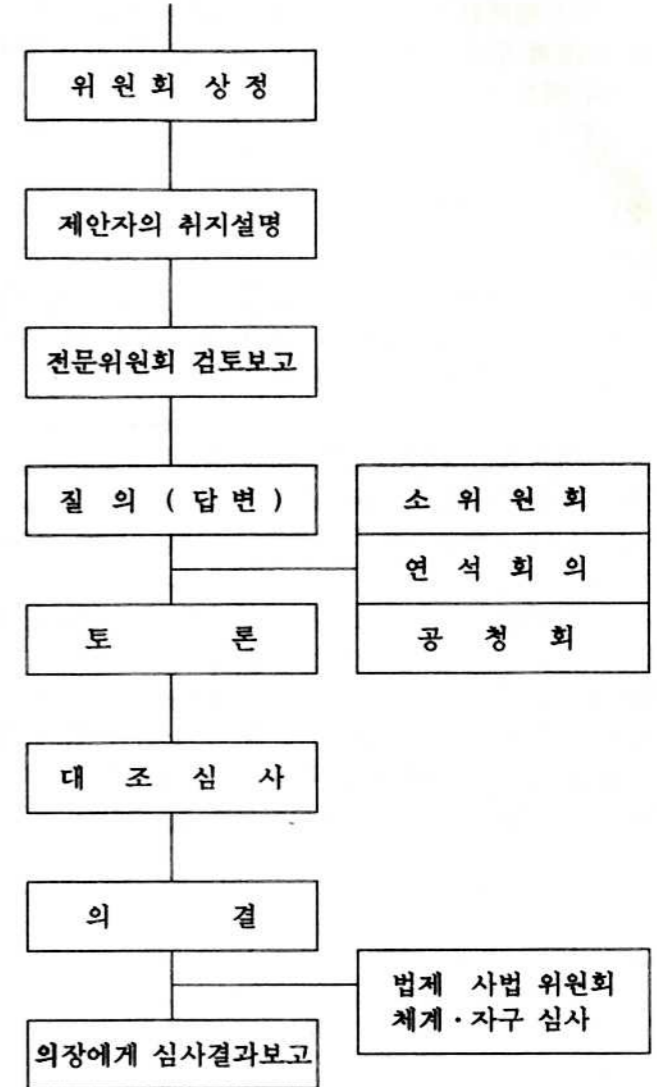 위원회 상정
제안자의 취지설명
전문위원회 검토보고
질의(답변)
소위원회
연석회의
공청회
토론
대조심사
의결
법제 사법 위원회
체계·자구 심사
의장에게 심사결과보고